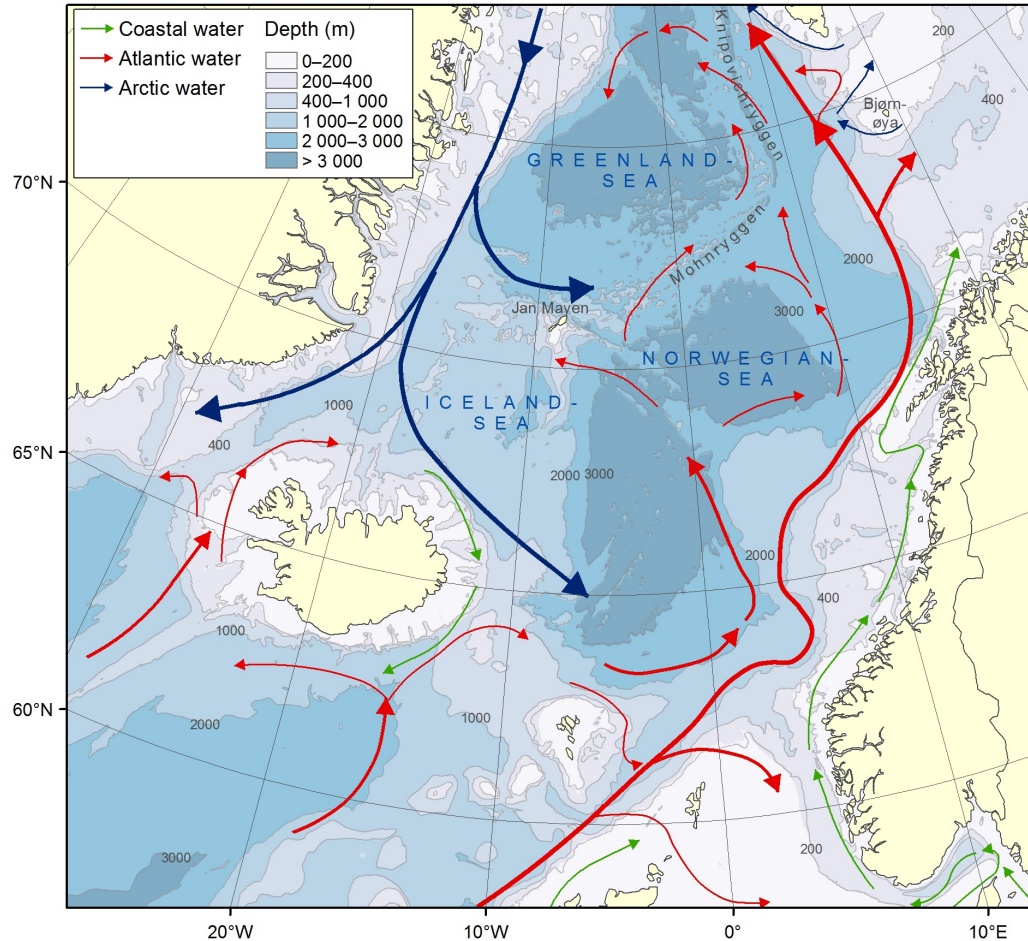 Coastal water
Atlantic water
Arctic water
Depth (m)
0–200
200–400
400–1 000
1 000–2 000
2 000–3 000
> 3 000
Knipovichryggen
200
Bjørn-
øya
400
GREENLAND-
SEA
70°N
Mohnryggen
2000
Jan Mayen
3000
NORWEGIAN-
SEA
ICELAND-
SEA
1000
400
65°N
2000
3000
2000
400
1000
60°N
2000
1000
200
3000
20°W
10°W
0°
10°E